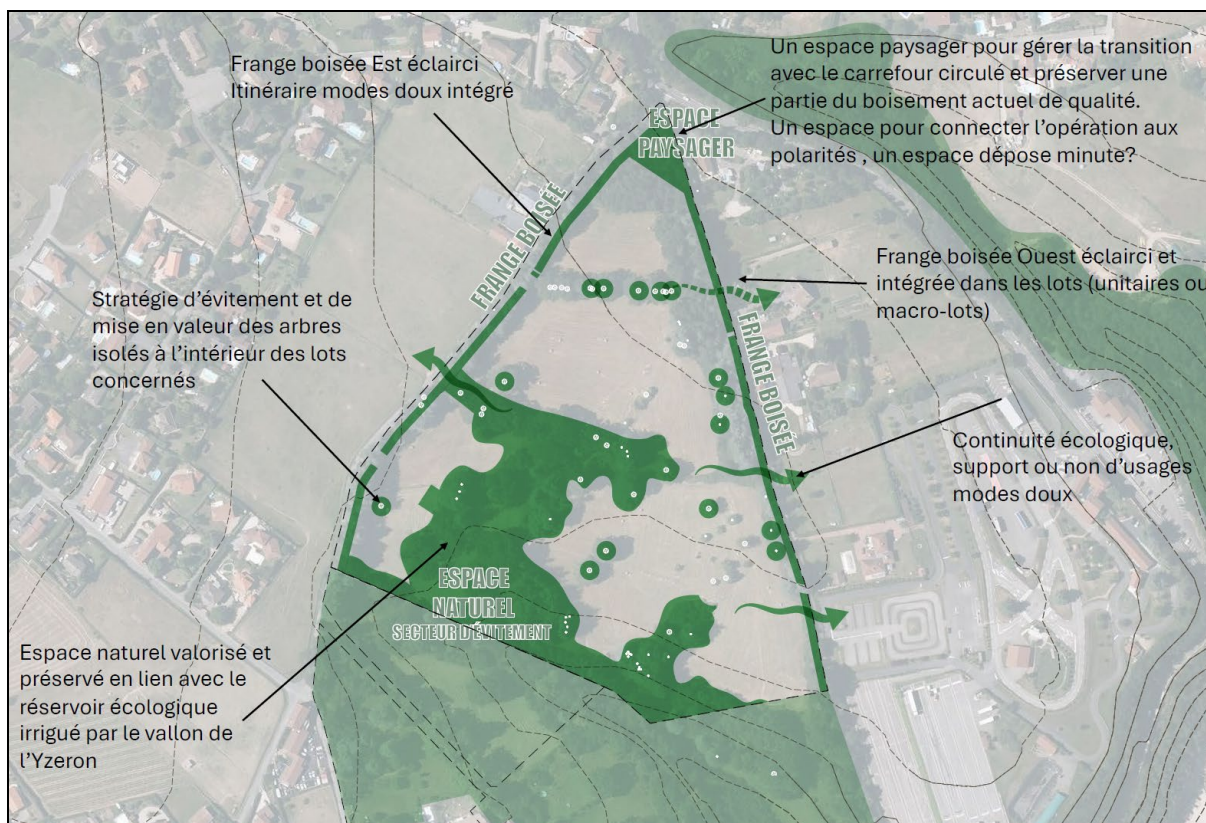 Frange boisée Est éclairci
Itinéraire modes doux intégré
Un espace paysager pour gérer la transition
avec le carrefour circulé et préserver une
partie du boisement actuel de qualité.
Un espace pour connecter l’opération aux
polarités , un espace dépose minute?
ESPACE
PAYSAGER
FRANGE BOISÉE
Frange boisée Ouest éclairci et
intégrée dans les lots (unitaires ou
macro-lots)
Stratégie d’évitement et de
mise en valeur des arbres
isolés à l’intérieur des lots
concernés
FRANGE BOISÉE
Continuité écologique,
support ou non d’usages
modes doux
ESPACE
NATUREL
SECTEUR D'ÉVITEMENT
Espace naturel valorisé et
préservé en lien avec le
réservoir écologique
irrigué par le vallon de
l’Yzeron